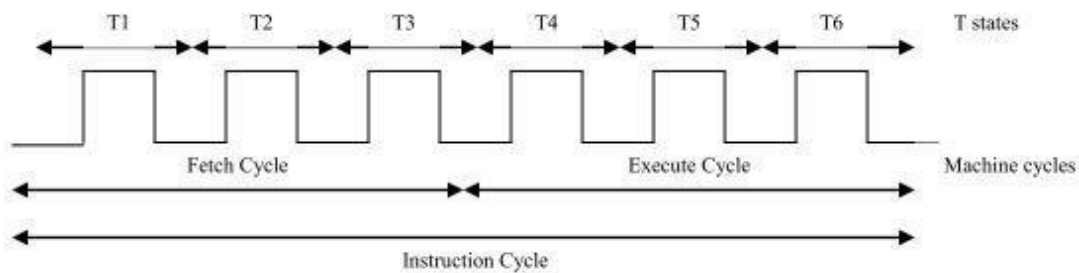 T1 T2 T3 T4 T5 T6 T states
Fetch Cycle Execute Cycle Machine cycles
Instruction Cycle